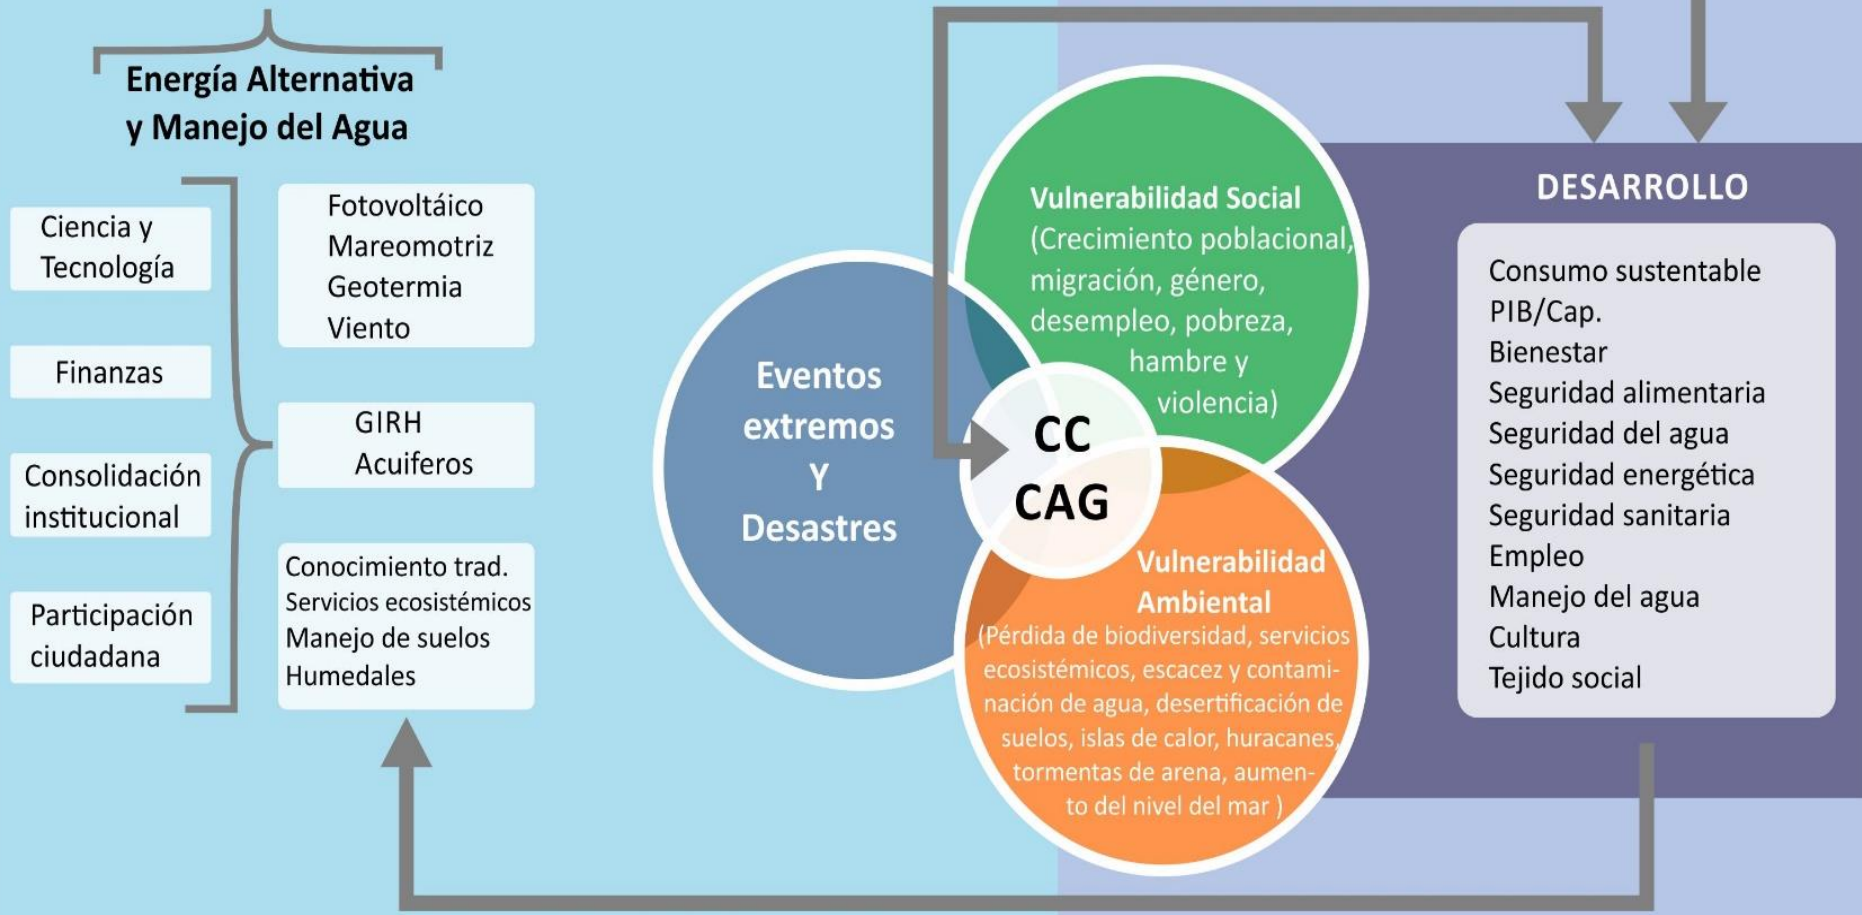 Energía Alternativa
y Manejo del Agua
Ciencia y
Tecnología
Finanzas
Consolidación
institucional
Participación
ciudadana
Fotovoltáico
Mareomotriz
Geotermia
Viento
GIRH
Acuiferos
Conocimiento trad.
Servicios ecosistémicos
Manejo de suelos
Humedales
Eventos
extremos
Y
Desastres
Vulnerabilidad Social
(Crecimiento poblacional,
migración, género,
desempleo, pobreza,
hambre y
violencia)
CC
CAG
Vulnerabilidad
Ambiental
(Pérdida de biodiversidad, servicios
ecosistémicos, escacez y contami-
nación de agua, desertificación de
suelos, islas de calor, huracanes,
tormentas de arena, aumen-
to del nivel del mar )
DESARROLLO
Consumo sustentable
PIB/Cap.
Bienestar
Seguridad alimentaria
Seguridad del agua
Seguridad energética
Seguridad sanitaria
Empleo
Manejo del agua
Cultura
Tejido social